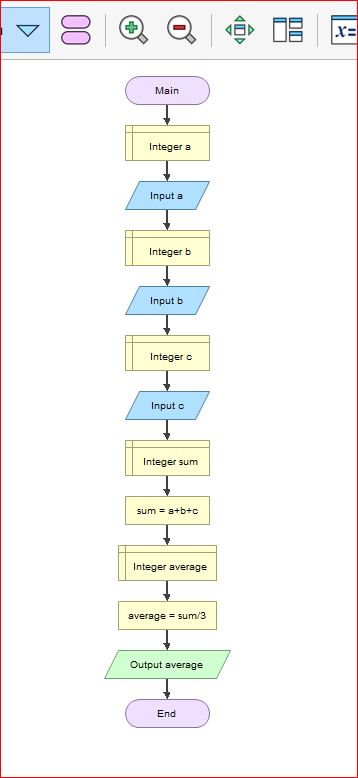 x=
Main
Integer a
Input a
Integer b
Input b
Integer c
Input c
Integer sum
sum = a+b+c
Integer average
average = sum/3
Output average
End